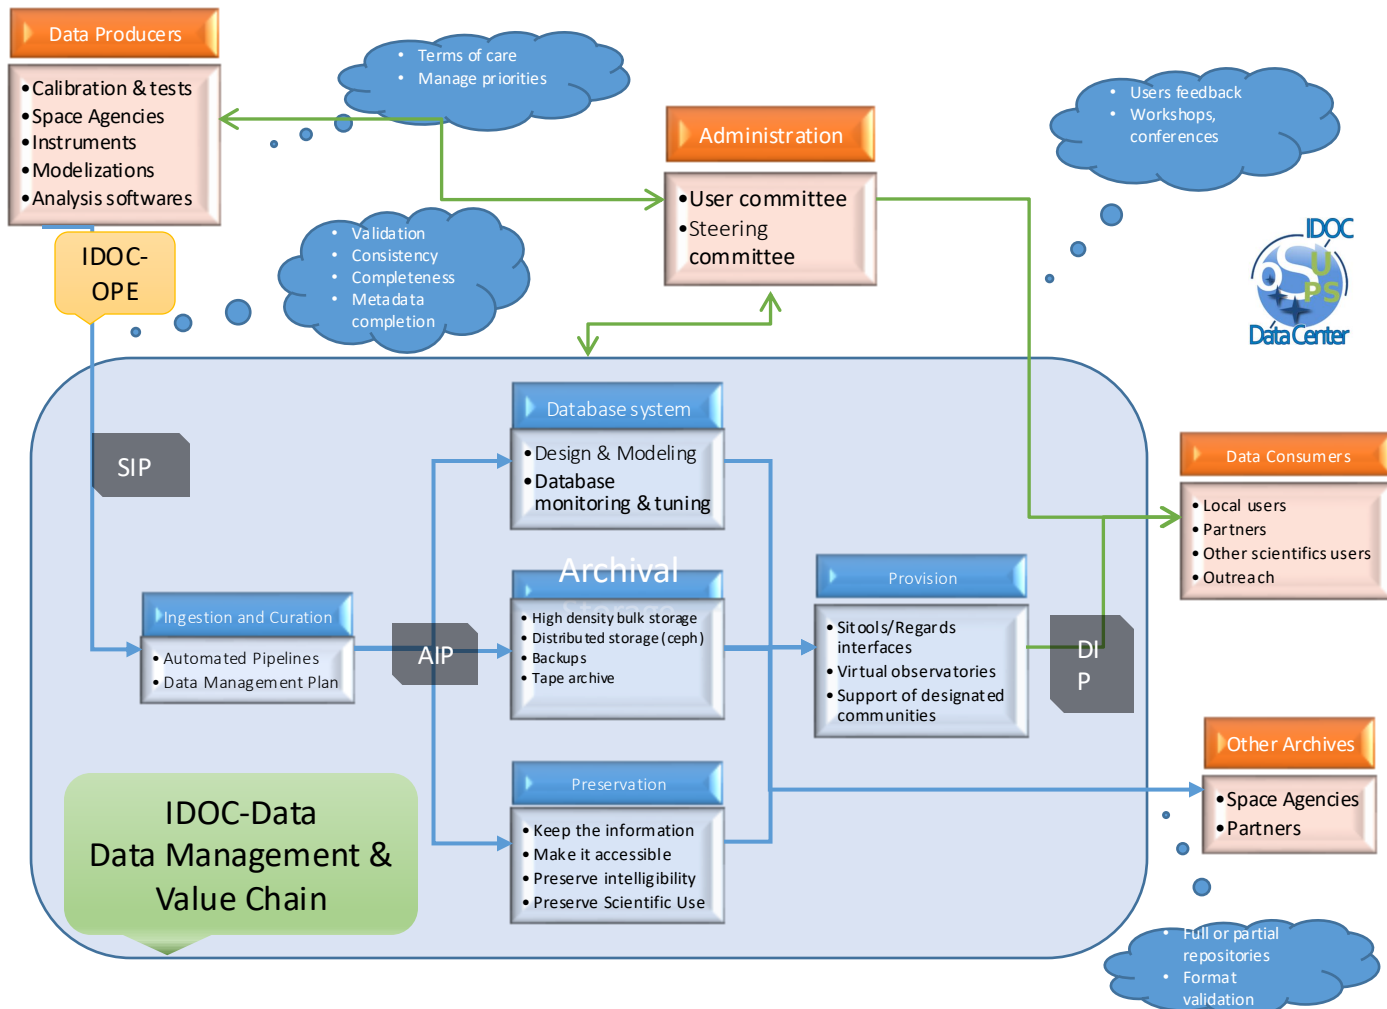 Data Producers
• Calibration & tests
• Space Agencies
• Instruments
• Modelizations
• Analysis softwares
• Terms of care
• Manage priorities
Administration
• User committee
• Steering
committee
• Users feedback
• Workshops,
conferences
IDOC-
OPE
• Validation
• Consistency
• Completeness
• Metadata
completion
IDOC
OSUPS
Data Center
SIP
Database system
• Design & Modeling
• Database
monitoring & tuning
Data Consumers
• Local users
• Partners
• Other scientifics users
• Outreach
Ingestion and Curation
• Automated Pipelines
• Data Management Plan
AIP
Archival
Storage
• High density bulk storage
• Distributed storage (ceph)
• Backups
• Tape archive
Provision
• Sitools/Regards
interfaces
• Virtual observatories
• Support of designated
communities
DI
P
Preservation
• Keep the information
• Make it accessible
• Preserve intelligibility
• Preserve Scientific Use
Other Archives
• Space Agencies
• Partners
IDOC-Data
Data Management &
Value Chain
• Full or partial
repositories
• Format
validation